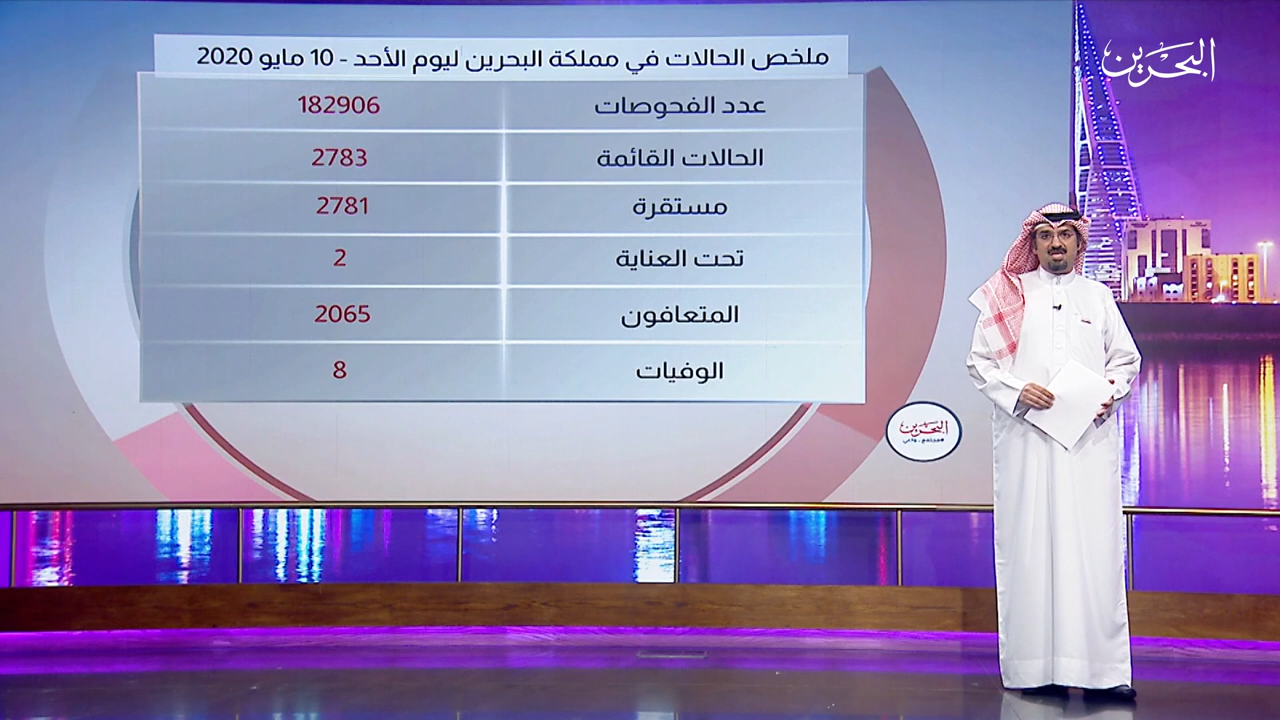 ملخص الحالات في مملكة البحرين ليوم الأحد - 10 مايو 2020
عدد الفحوصات 182906
الحالات القائمة 2783
مستقرة 2781
تحت العناية 2
المتعافون 2065
الوفيات 8
البحرين
البحرين
#مجتمع_واعي